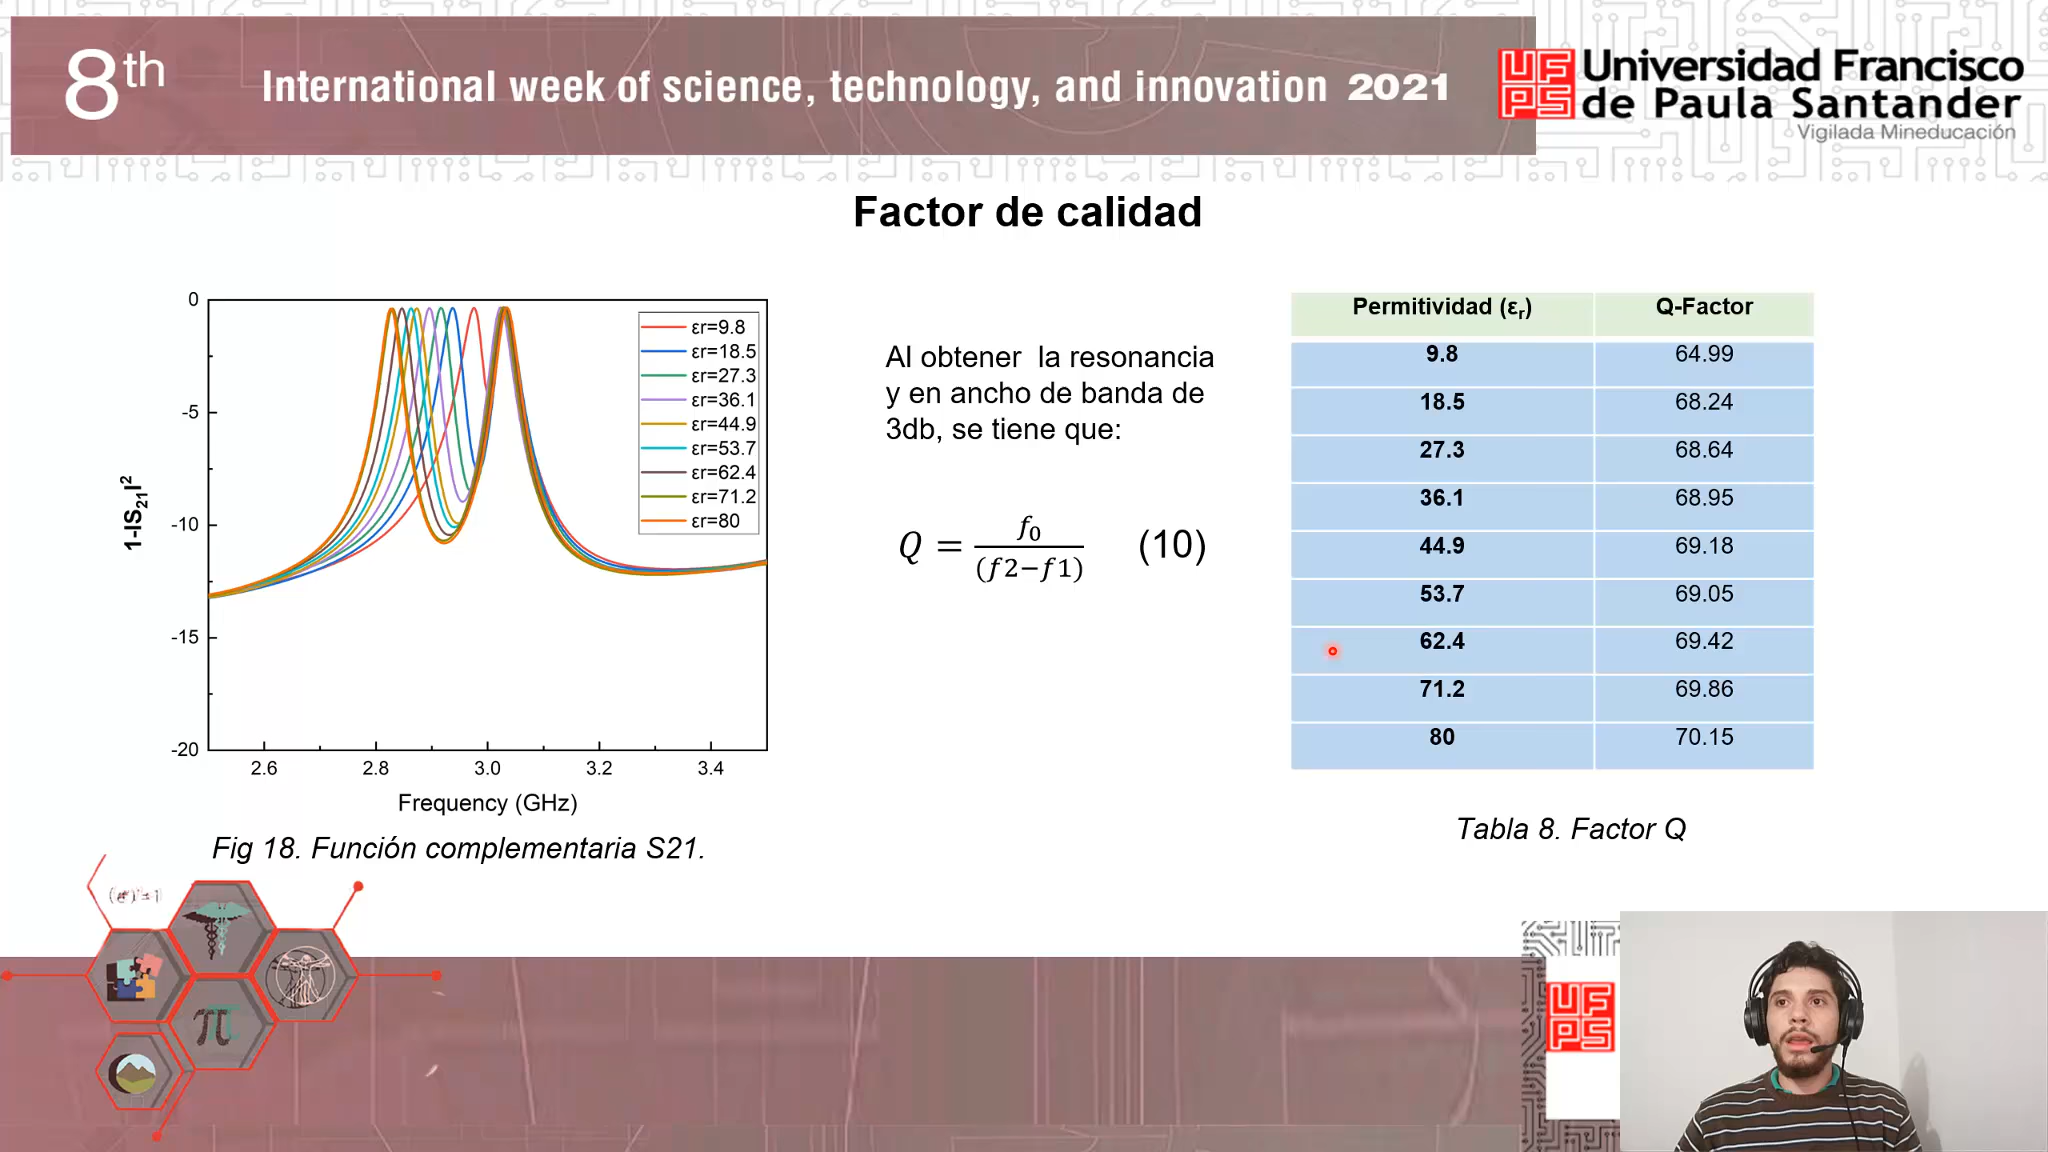 8th
International week of science, technology, and innovation 2021
UF
PS
Universidad Francisco
de Paula Santander
Vigilada Mineducación
Factor de calidad
0
-5
-10
-15
-20
1-IS21I²
εr=9.8
εr=18.5
εr=27.3
εr=36.1
εr=44.9
εr=53.7
εr=62.4
εr=71.2
εr=80
2.6 2.8 3.0 3.2 3.4
Frequency (GHz)
Fig 18. Función complementaria S21.
Al obtener la resonancia
y en ancho de banda de
3db, se tiene que:
Q = f0/(f2−f1) (10)
Permitividad (εr) Q-Factor
9.8 64.99
18.5 68.24
27.3 68.64
36.1 68.95
44.9 69.18
53.7 69.05
62.4 69.42
71.2 69.86
80 70.15
Tabla 8. Factor Q
π
UF
PS